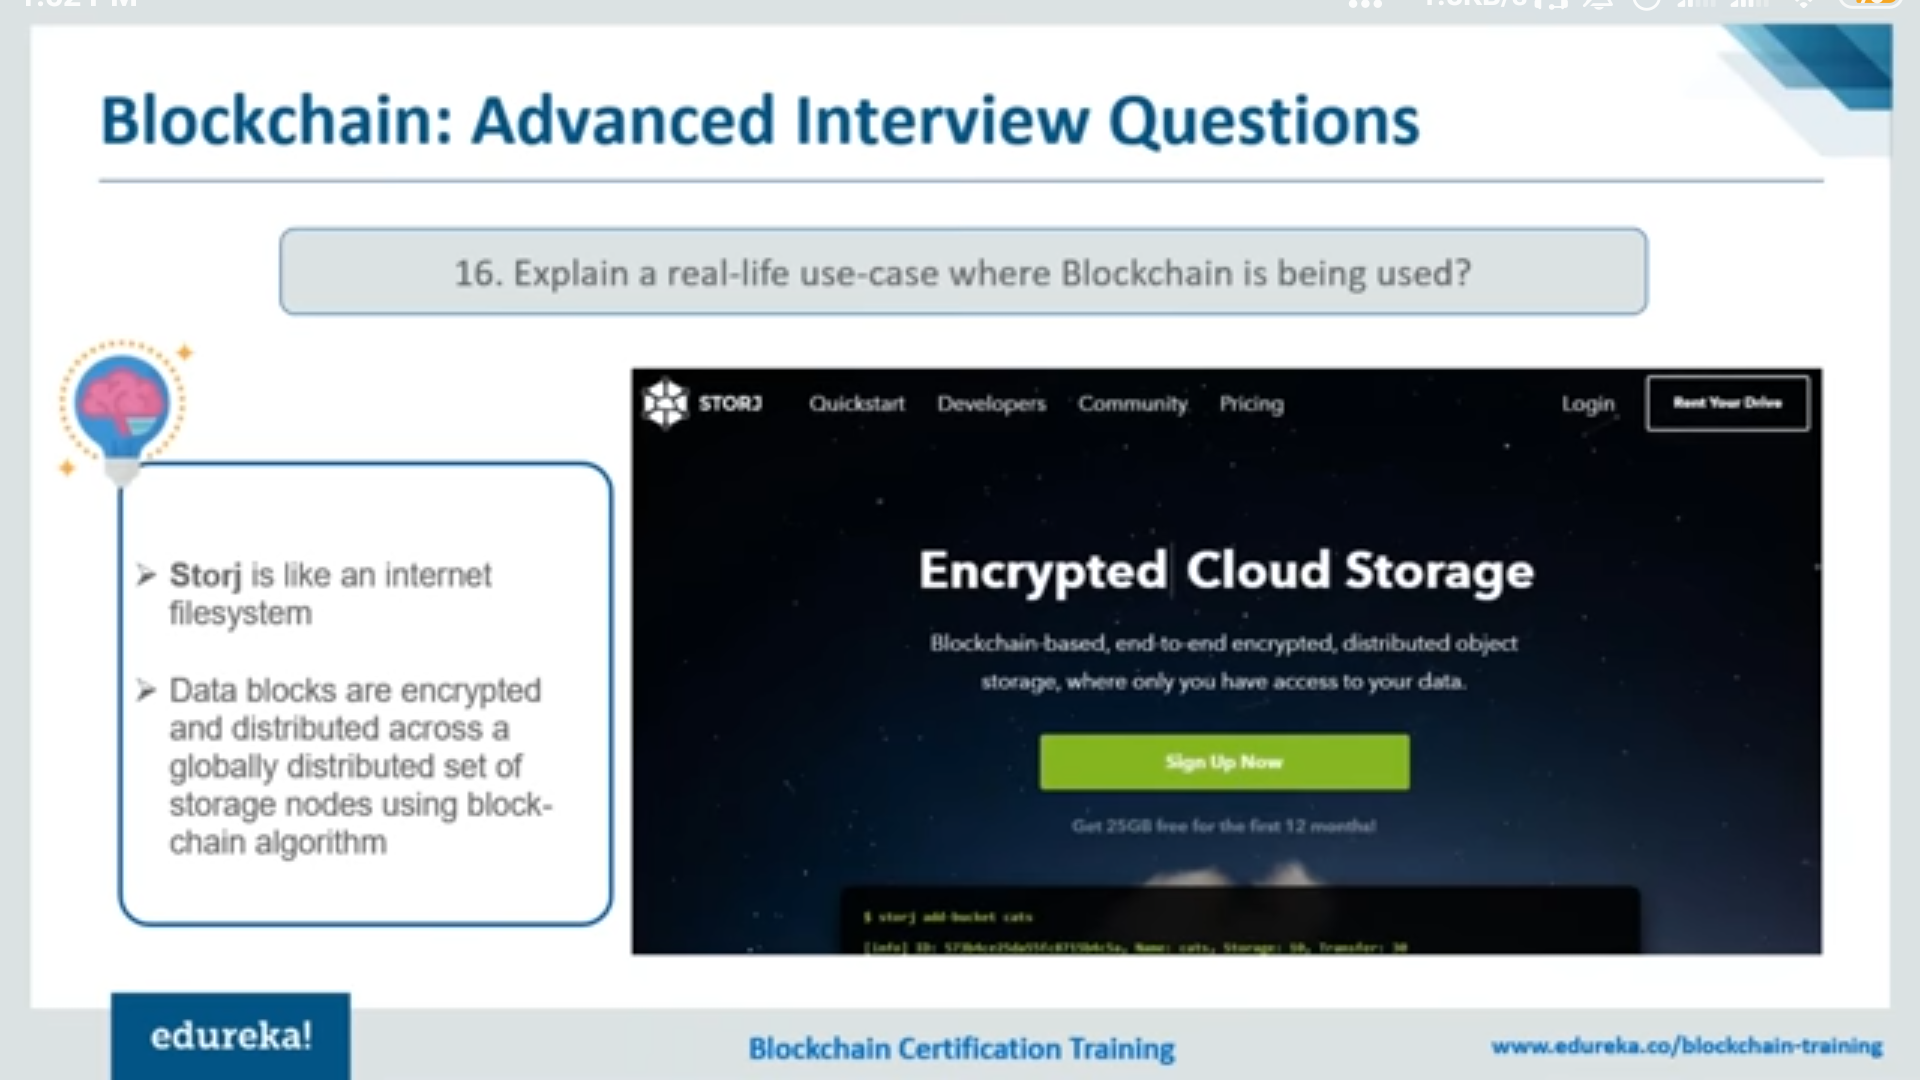 Blockchain: Advanced Interview Questions
16. Explain a real-life use-case where Blockchain is being used?
➢ Storj is like an internet
filesystem
➢ Data blocks are encrypted
and distributed across a
globally distributed set of
storage nodes using block-
chain algorithm
STORJ Quickstart Developers Community Pricing Login Rent Your Drive
Encrypted Cloud Storage
Blockchain-based, end-to-end encrypted, distributed object
storage, where only you have access to your data.
Sign Up Now
Get 25GB free for the first 12 months!
$ storj add-bucket cats
[info] ID: Name: cats, Storage: Transfer:
edureka!
Blockchain Certification Training
www.edureka.co/blockchain-training